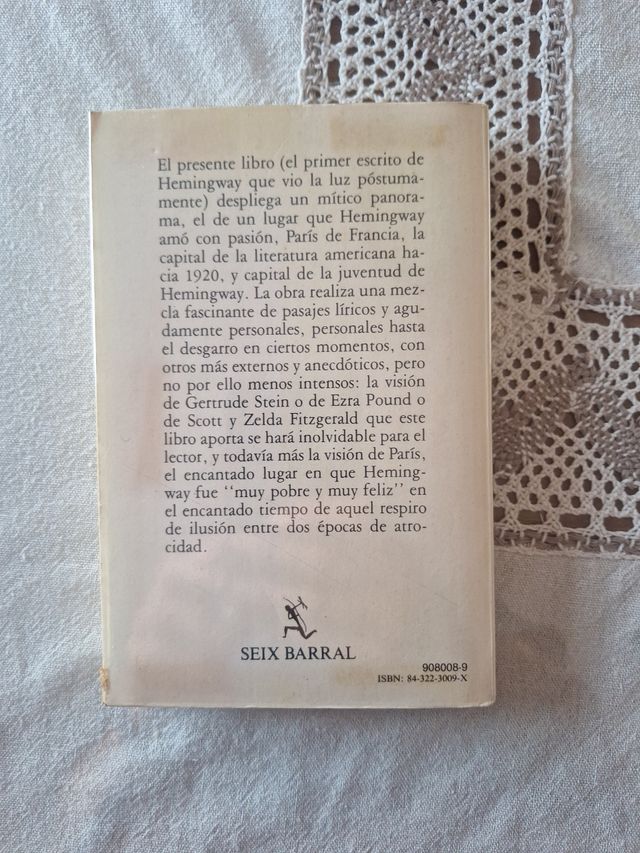 El presente libro (el primer escrito de
Hemingway que vio la luz póstuma-
mente) despliega un mítico panora-
ma, el de un lugar que Hemingway
amó con pasión, París de Francia, la
capital de la literatura americana ha-
cia 1920, y capital de la juventud de
Hemingway. La obra realiza una mez-
cla fascinante de pasajes líricos y agu-
damente personales, personales hasta
el desgarro en ciertos momentos, con
otros más externos y anecdóticos, pero
no por ello menos intensos: la visión
de Gertrude Stein o de Ezra Pound o
de Scott y Zelda Fitzgerald que este
libro aporta se hará inolvidable para el
lector, y todavía más la visión de París,
el encantado lugar en que Heming-
way fue ‘‘muy pobre y muy feliz’’ en
el encantado tiempo de aquel respiro
de ilusión entre dos épocas de atro-
cidad.
SEIX BARRAL
908008-9
ISBN: 84-322-3009-X